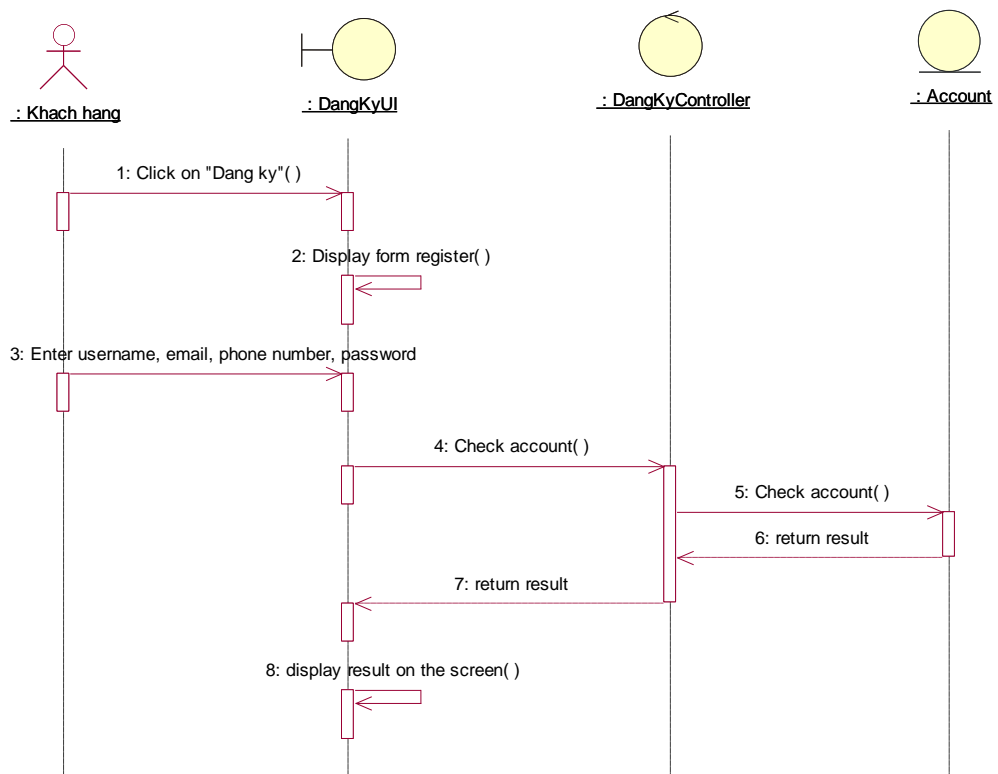 : Khach hang
: DangKyUI
: DangKyController
: Account
1: Click on "Dang ky"( )
2: Display form register( )
3: Enter username, email, phone number, password
4: Check account( )
5: Check account( )
6: return result
7: return result
8: display result on the screen( )